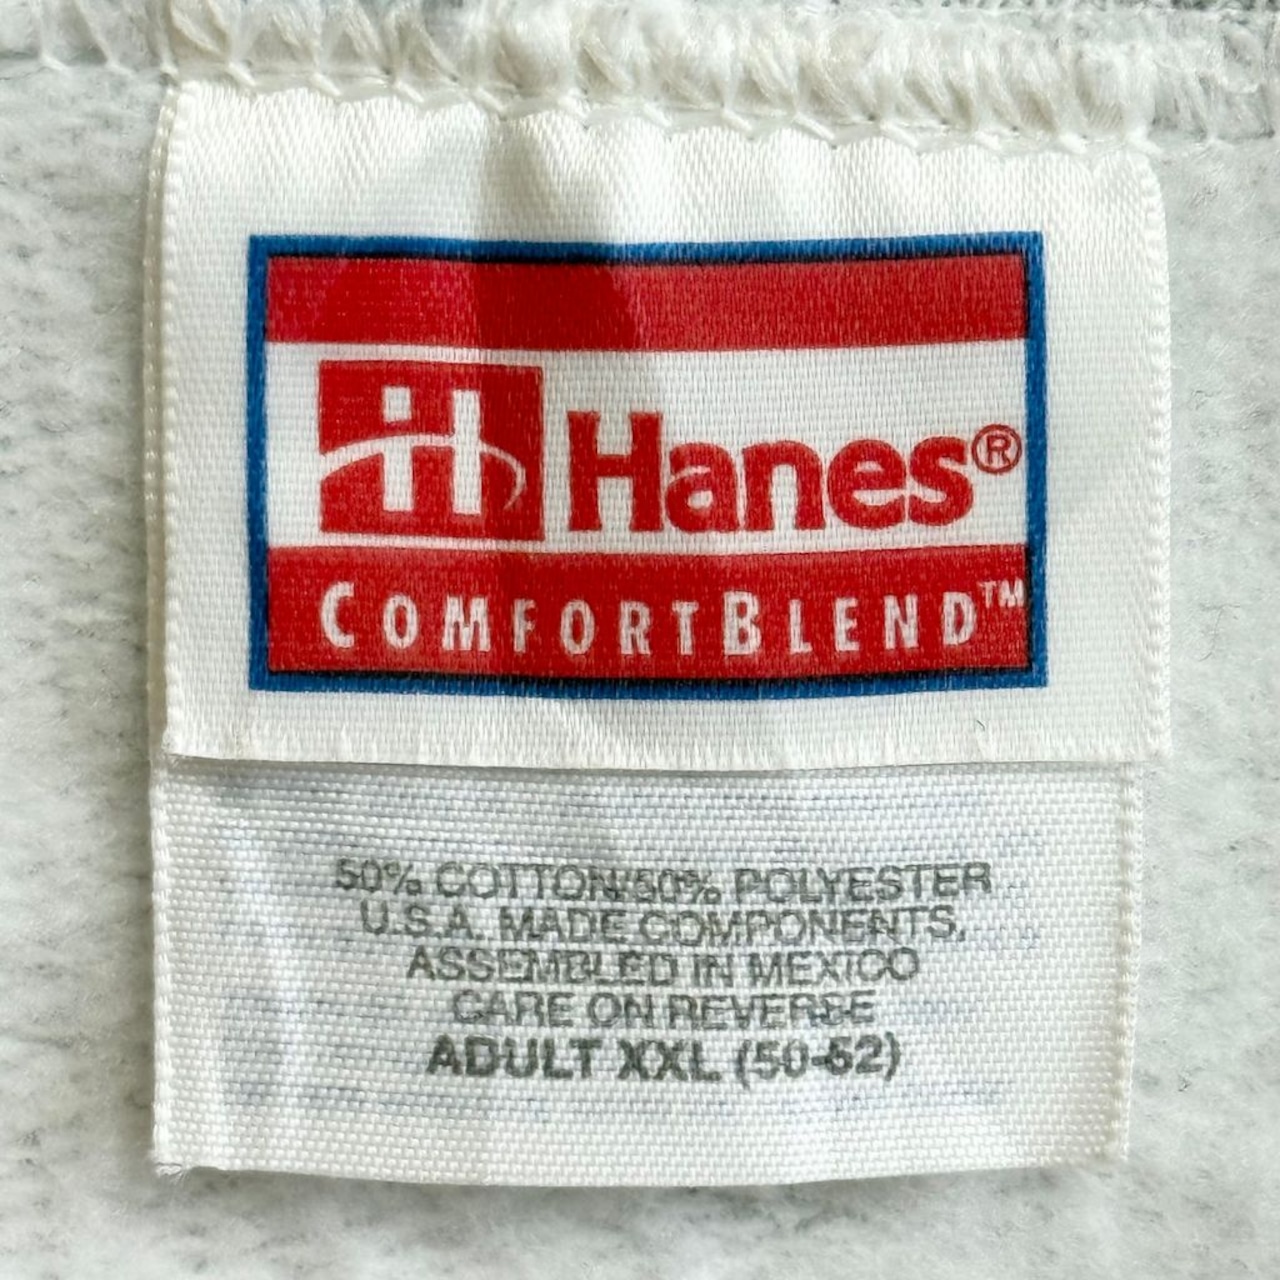 H Hanes®
COMFORTBLEND™
50% COTTON/50% POLYESTER
U.S.A. MADE COMPONENTS,
ASSEMBLED IN MEXICO
CARE ON REVERSE
ADULT XXL (50-52)